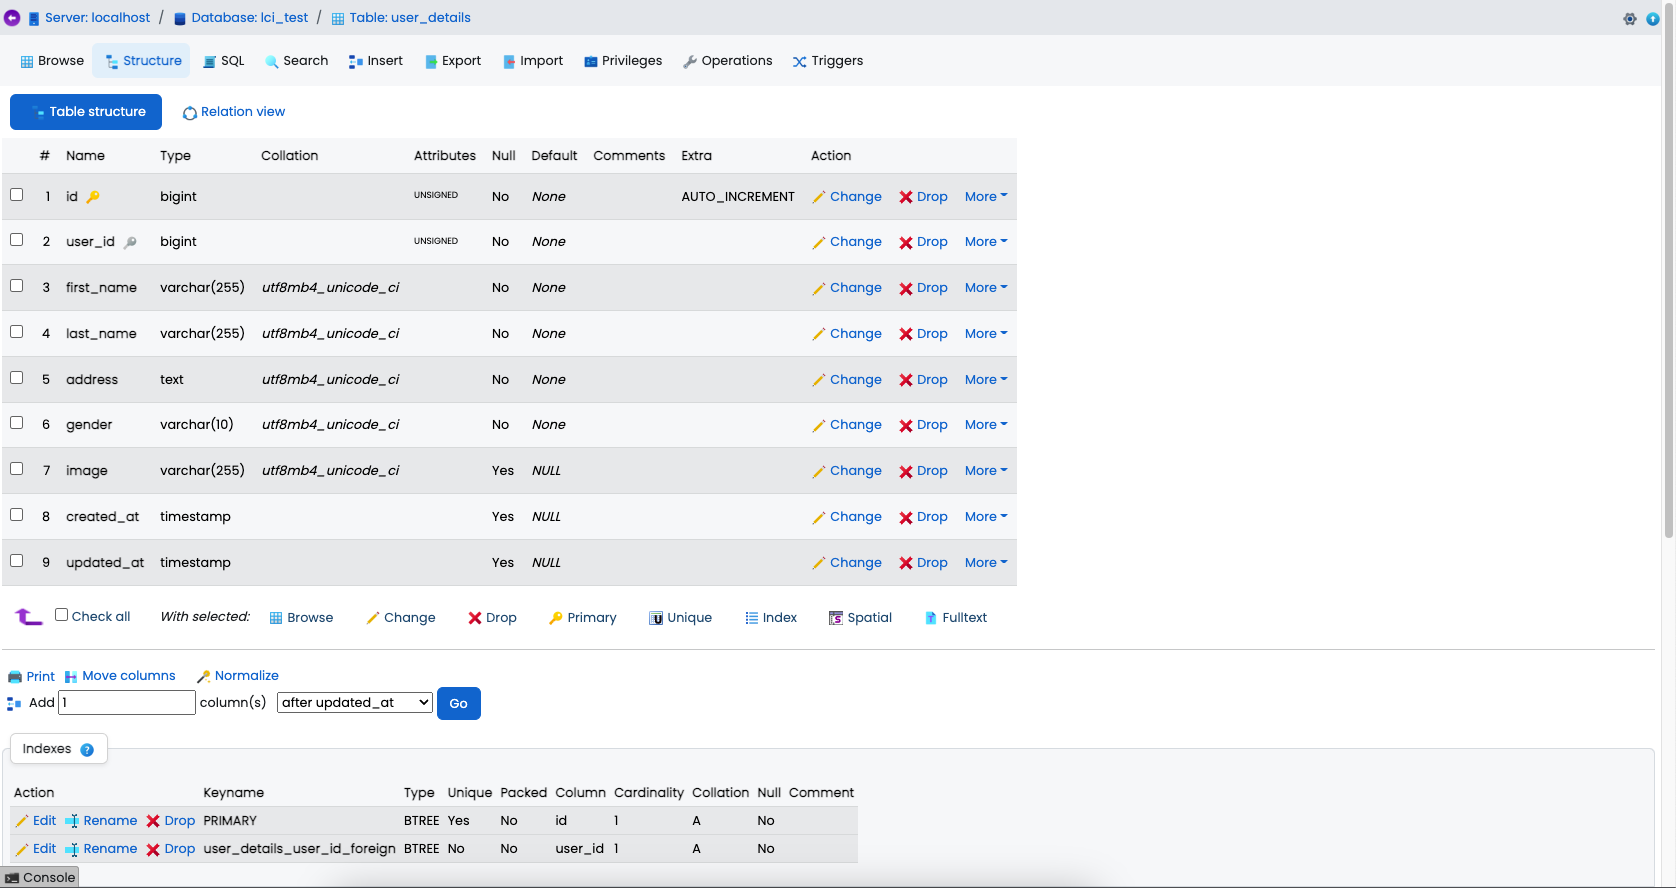 Server: localhost / Database: lci_test / Table: user_details
Browse Structure SQL Search Insert Export Import Privileges Operations Triggers
Table structure Relation view
# Name Type Collation Attributes Null Default Comments Extra Action
1 id bigint UNSIGNED No None AUTO_INCREMENT Change Drop More
2 user_id bigint UNSIGNED No None Change Drop More
3 first_name varchar(255) utf8mb4_unicode_ci No None Change Drop More
4 last_name varchar(255) utf8mb4_unicode_ci No None Change Drop More
5 address text utf8mb4_unicode_ci No None Change Drop More
6 gender varchar(10) utf8mb4_unicode_ci No None Change Drop More
7 image varchar(255) utf8mb4_unicode_ci Yes NULL Change Drop More
8 created_at timestamp Yes NULL Change Drop More
9 updated_at timestamp Yes NULL Change Drop More
Check all With selected: Browse Change Drop Primary Unique Index Spatial Fulltext
Print Move columns Normalize
Add 1 column(s) after updated_at Go
Indexes
Action Keyname Type Unique Packed Column Cardinality Collation Null Comment
Edit Rename Drop PRIMARY BTREE Yes No id 1 A No
Edit Rename Drop user_details_user_id_foreign BTREE No No user_id 1 A No
Console